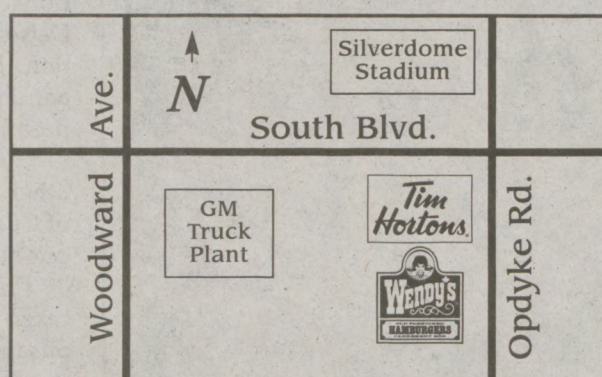 Silverdome
Stadium
N
South Blvd.
Woodward Ave.
GM
Truck
Plant
Tim
Hortons.
Wendy's
OLD FASHIONED
HAMBURGERS
Opdyke Rd.